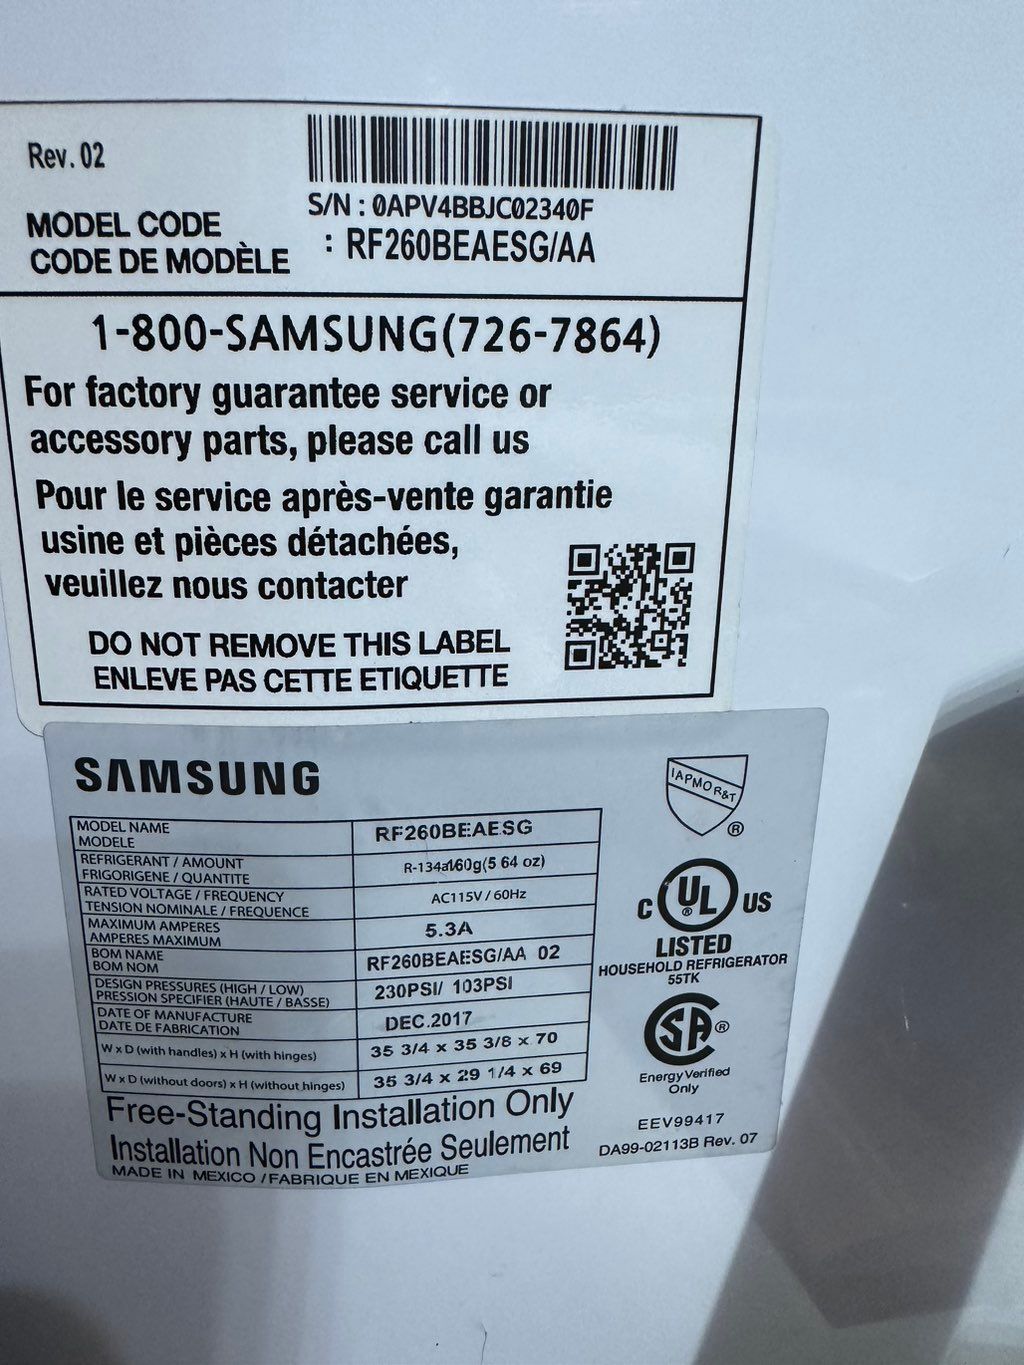 Rev. 02
S/N : 0APV4BBJC02340F
MODEL CODE
CODE DE MODÈLE
: RF260BEAESG/AA
1-800-SAMSUNG(726-7864)
For factory guarantee service or
accessory parts, please call us
Pour le service après-vente garantie
usine et pièces détachées,
veuillez nous contacter
DO NOT REMOVE THIS LABEL
ENLEVE PAS CETTE ETIQUETTE
SAMSUNG
MODEL NAME
MODELE
RF260BEAESG
REFRIGERANT / AMOUNT
FRIGORIGENE / QUANTITE
R-134a160g(5 64 oz)
RATED VOLTAGE / FREQUENCY
TENSION NOMINALE / FREQUENCE
AC115V / 60Hz
MAXIMUM AMPERES
AMPERES MAXIMUM
5.3A
BOM NAME
BOM NOM
RF260BEAESG/AA 02
DESIGN PRESSURES (HIGH / LOW)
PRESSION SPECIFIER (HAUTE / BASSE)
230PSI/ 103PSI
DATE OF MANUFACTURE
DATE DE FABRICATION
DEC.2017
W x D (with handles) x H (with hinges)
35 3/4 x 35 3/8 x 70
W x D (without doors) x H (without hinges)
35 3/4 x 29 1/4 x 69
Free-Standing Installation Only
Installation Non Encastrée Seulement
MADE IN MEXICO / FABRIQUE EN MEXIQUE
IAPMO R&T
®
C UL US
®
LISTED
HOUSEHOLD REFRIGERATOR
55TK
SA ®
Energy Verified
Only
EEV99417
DA99-02113B Rev. 07